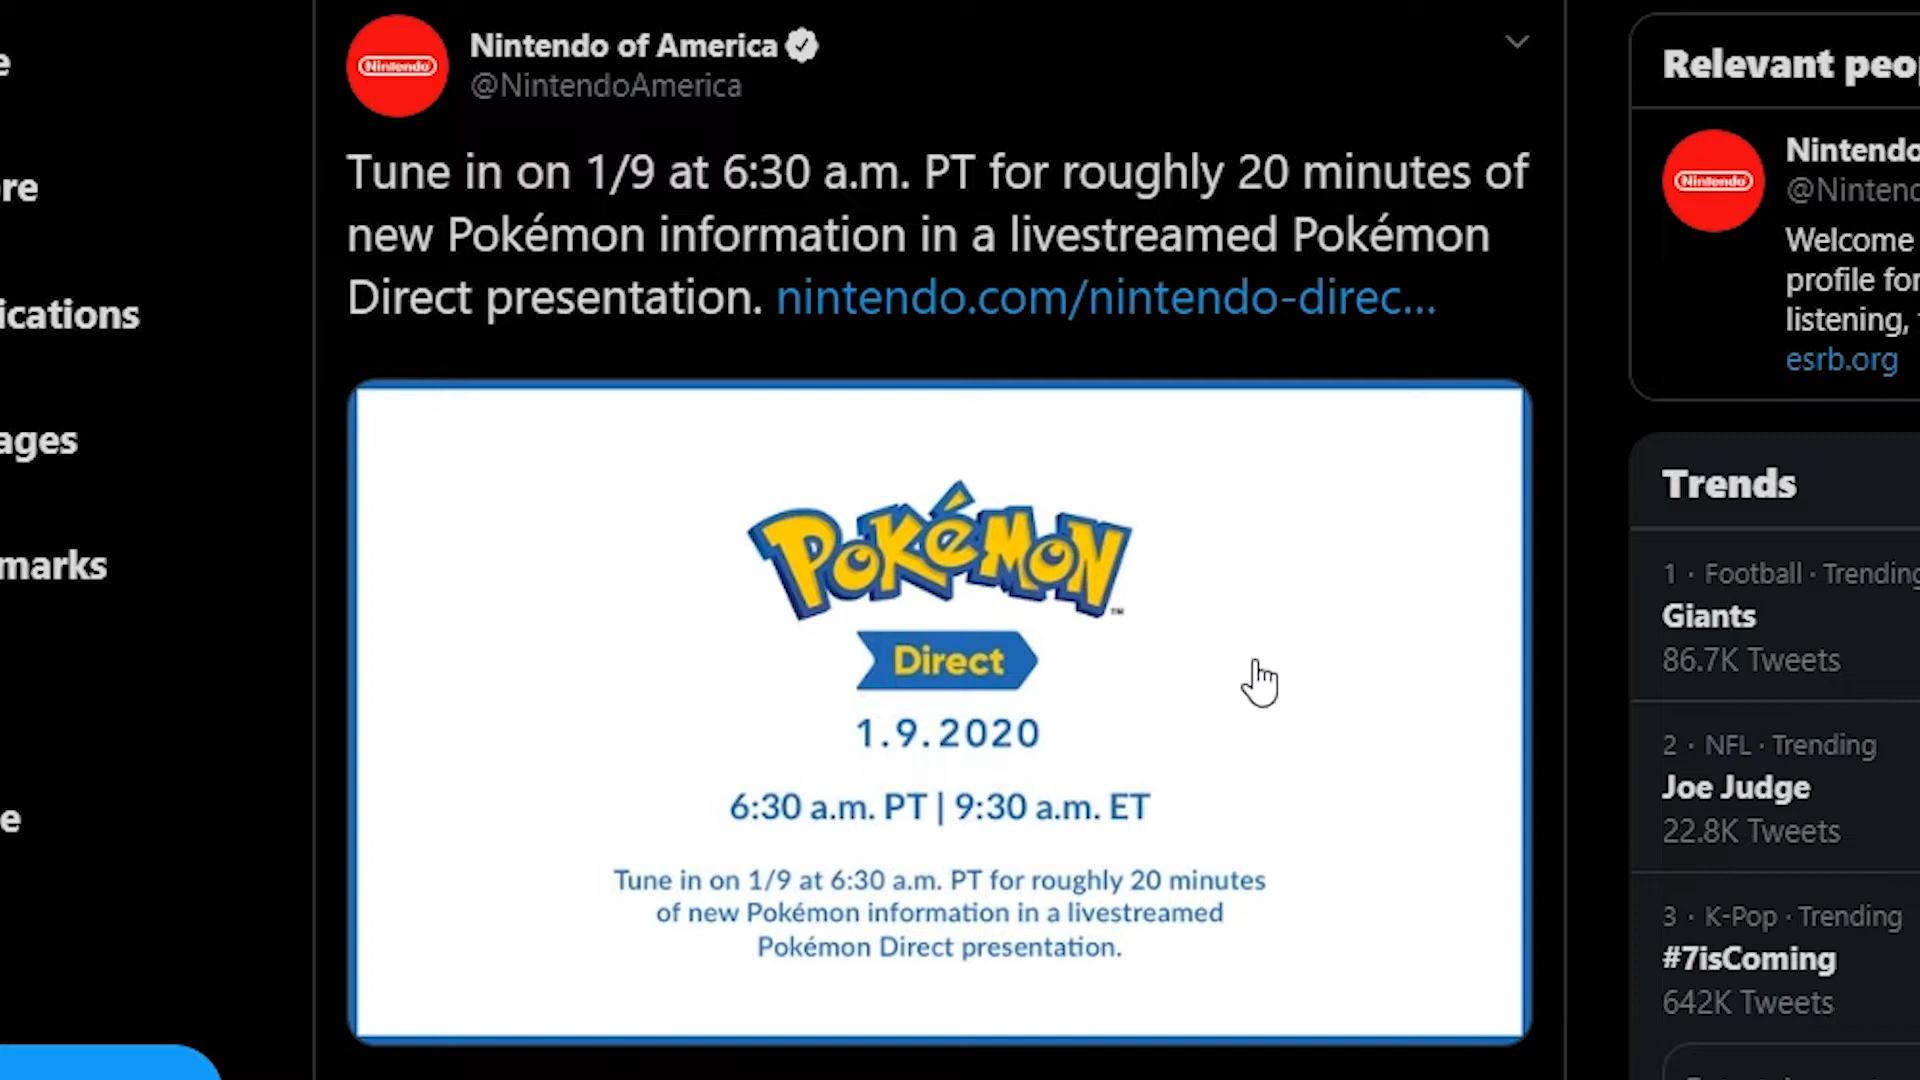 Nintendo of America
@NintendoAmerica
Tune in on 1/9 at 6:30 a.m. PT for roughly 20 minutes of
new Pokémon information in a livestreamed Pokémon
Direct presentation. nintendo.com/nintendo-direc...
Nintendo
POKéMON
TM
Direct
1.9.2020
6:30 a.m. PT | 9:30 a.m. ET
Tune in on 1/9 at 6:30 a.m. PT for roughly 20 minutes
of new Pokémon information in a livestreamed
Pokémon Direct presentation.
e
re
ications
ages
marks
e
Relevant peo
Nintendo
Nintendo
@Nintend
Welcome
profile for
listening,
esrb.org
Trends
1 · Football · Trending
Giants
86.7K Tweets
2 · NFL · Trending
Joe Judge
22.8K Tweets
3 · K-Pop · Trending
#7isComing
642K Tweets